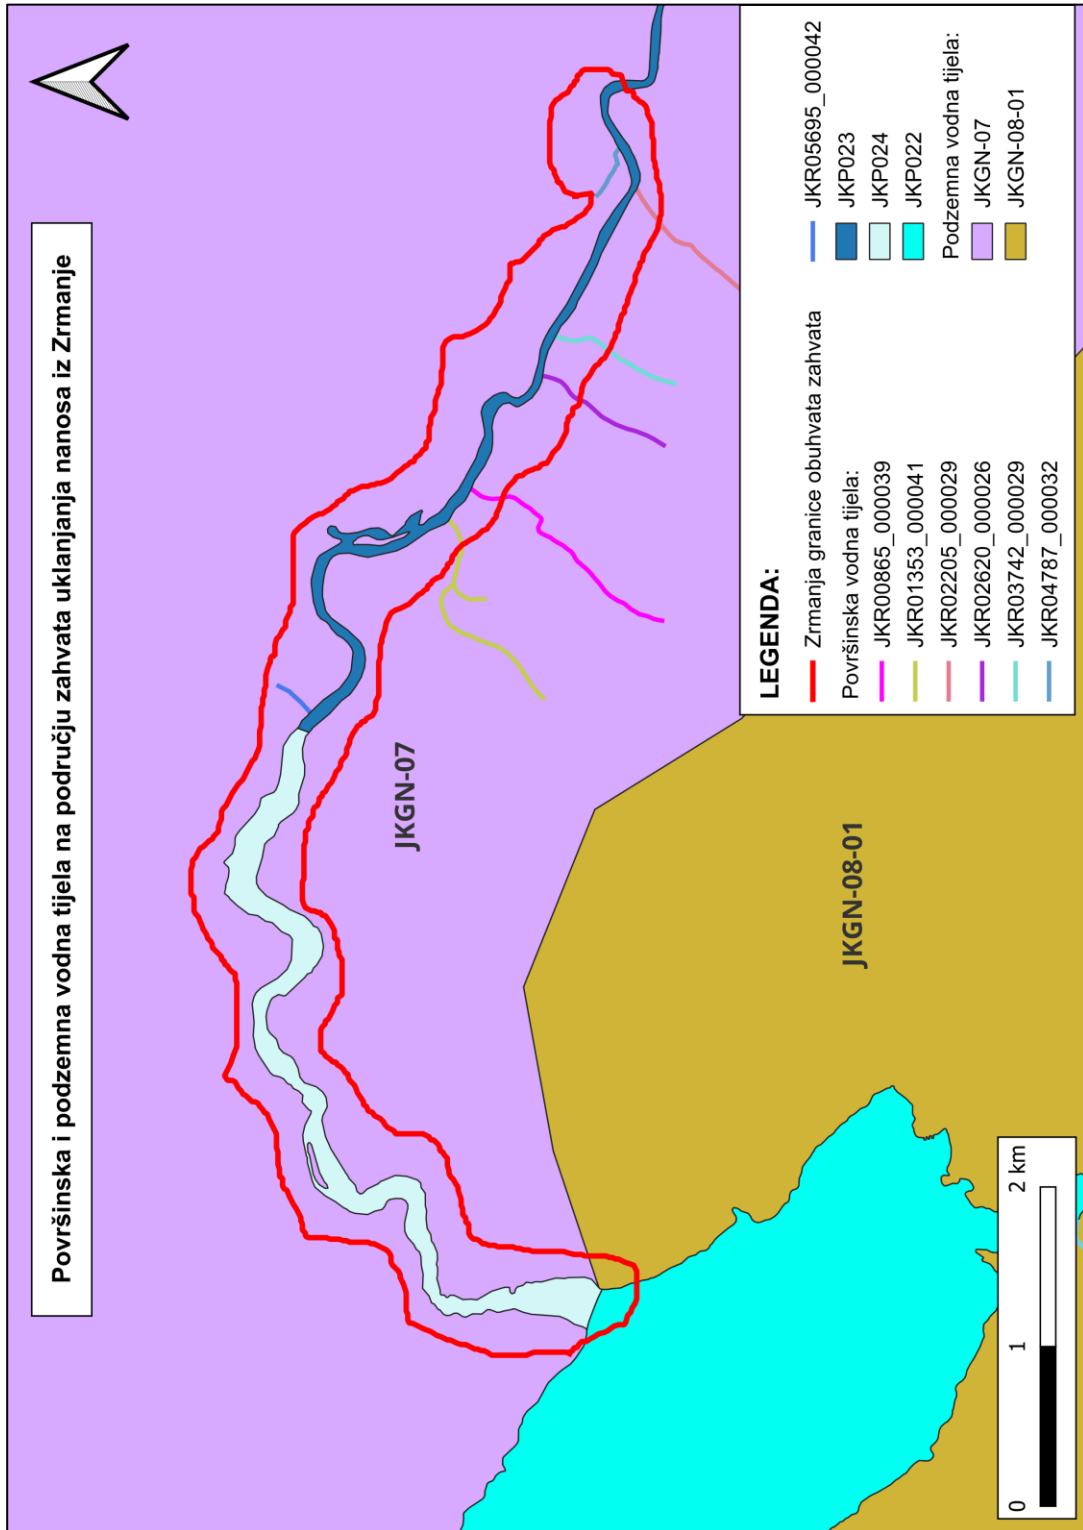 Površinska i podzemna vodna tijela na području zahvata uklanjanja nanosa iz Zrmanje
JKGN-07
JKGN-08-01
0 1 2 km
LEGENDA:
Zrmanja granice obuhvata zahvata
Površinska vodna tijela:
JKR00865_000039
JKR01353_000041
JKR02205_000029
JKR02620_000026
JKR03742_000029
JKR04787_000032
JKR05695_000042
JKP023
JKP024
JKP022
Podzemna vodna tijela:
JKGN-07
JKGN-08-01